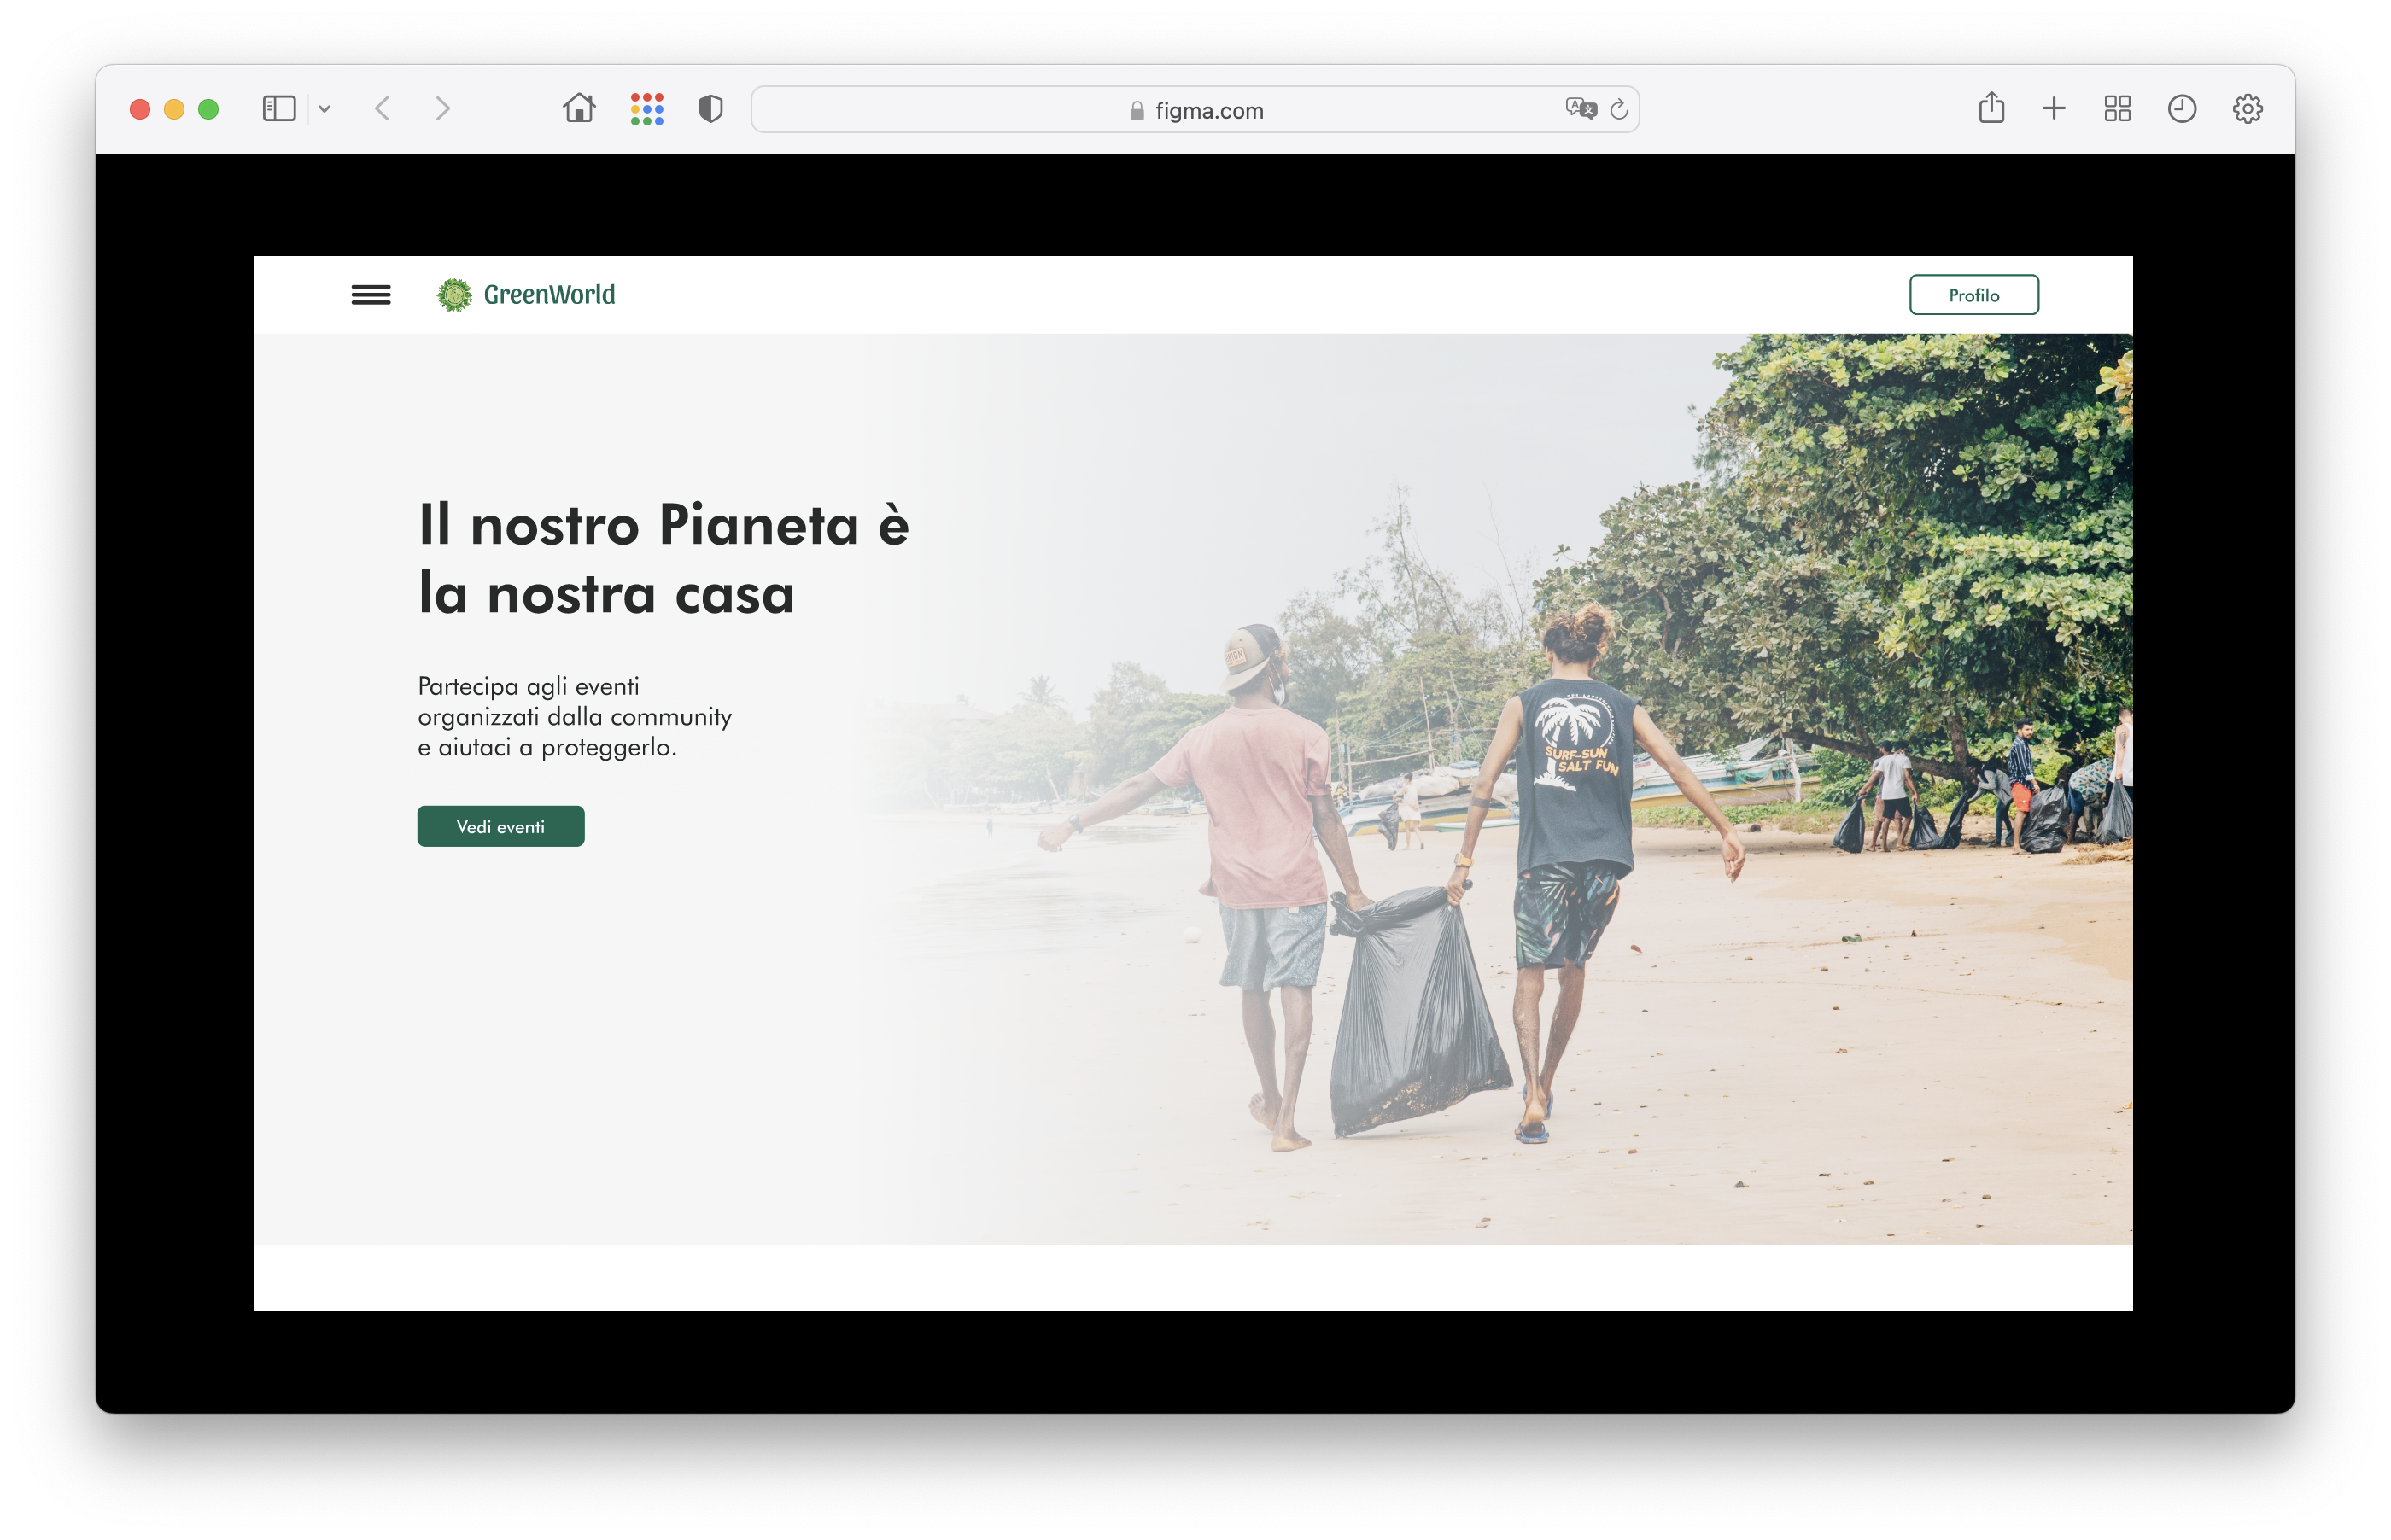 figma.com
GreenWorld
Profilo
Il nostro Pianeta è
la nostra casa
Partecipa agli eventi
organizzati dalla community
e aiutaci a proteggerlo.
Vedi eventi
SURF-SUN
SALT FUN